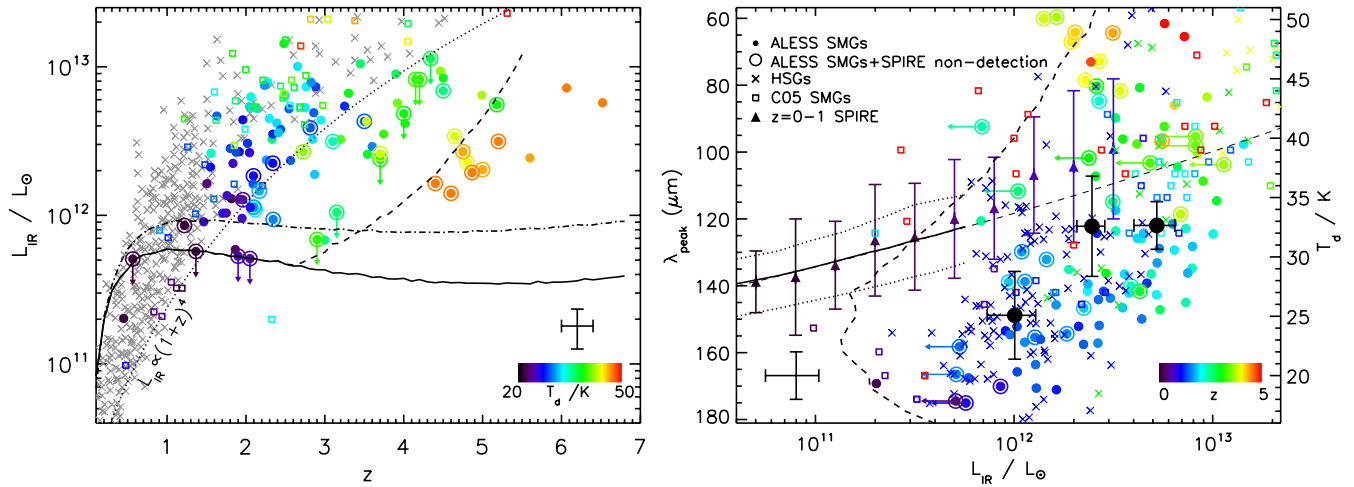 L_IR / L_⊙
10^13
10^12
10^11
L_IR ∝ (1+z)^4
20 50
T_d /K
1 2 3 4 5 6 7
z
λ_peak (μm)
60
80
100
120
140
160
180
ALESS SMGs
ALESS SMGs+SPIRE non-detection
HSGs
C05 SMGs
z=0-1 SPIRE
0 z 5
10^11 10^12 10^13
L_IR / L_⊙
50
45
40
35
30
25
20
T_d / K